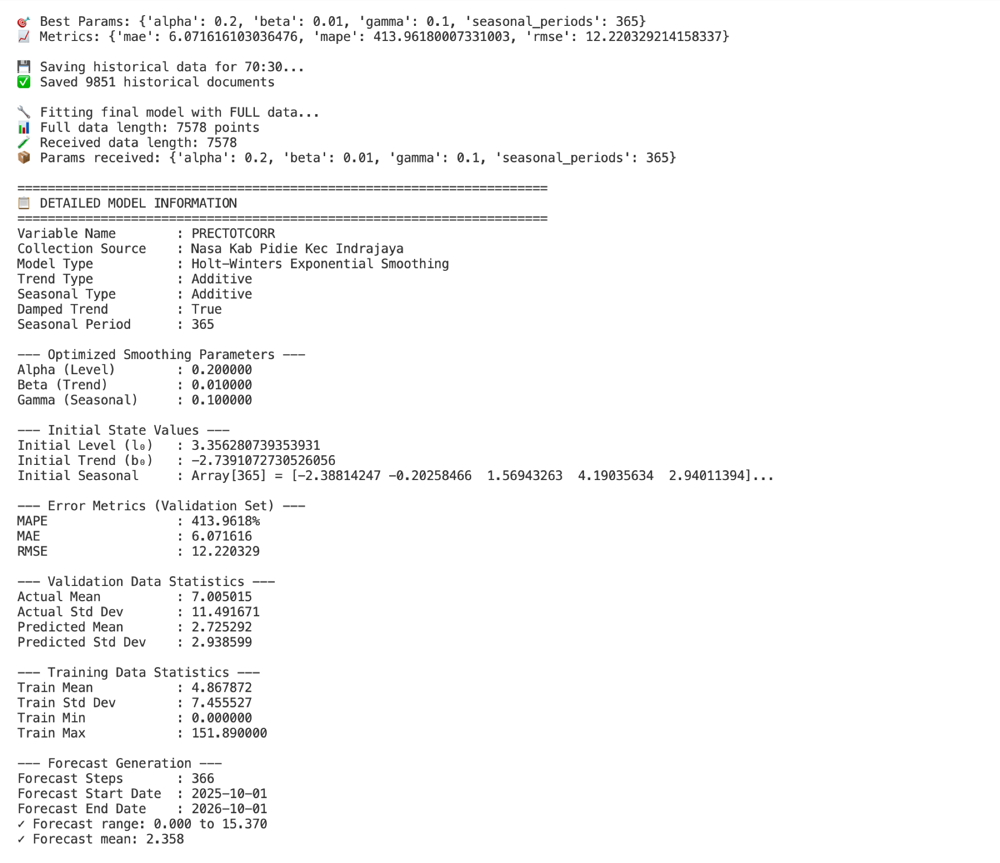 🎯 Best Params: {'alpha': 0.2, 'beta': 0.01, 'gamma': 0.1, 'seasonal_periods': 365}
📈 Metrics: {'mae': 6.071616103036476, 'mape': 413.96180007331003, 'rmse': 12.220329214158337}
💾 Saving historical data for 70:30...
✅ Saved 9851 historical documents
🔧 Fitting final model with FULL data...
📊 Full data length: 7578 points
🧪 Received data length: 7578
📦 Params received: {'alpha': 0.2, 'beta': 0.01, 'gamma': 0.1, 'seasonal_periods': 365}
======================================================================
📋 DETAILED MODEL INFORMATION
======================================================================
Variable Name        : PRECTOTCORR
Collection Source    : Nasa Kab Pidie Kec Indrajaya
Model Type           : Holt-Winters Exponential Smoothing
Trend Type           : Additive
Seasonal Type        : Additive
Damped Trend         : True
Seasonal Period      : 365
--- Optimized Smoothing Parameters ---
Alpha (Level)        : 0.200000
Beta (Trend)         : 0.010000
Gamma (Seasonal)     : 0.100000
--- Initial State Values ---
Initial Level (l₀)   : 3.356280739353931
Initial Trend (b₀)   : -2.7391072730526056
Initial Seasonal     : Array[365] = [-2.38814247 -0.20258466  1.56943263  4.19035634  2.94011394]...
--- Error Metrics (Validation Set) ---
MAPE                 : 413.9618%
MAE                  : 6.071616
RMSE                 : 12.220329
--- Validation Data Statistics ---
Actual Mean          : 7.005015
Actual Std Dev       : 11.491671
Predicted Mean       : 2.725292
Predicted Std Dev    : 2.938599
--- Training Data Statistics ---
Train Mean           : 4.867872
Train Std Dev        : 7.455527
Train Min            : 0.000000
Train Max            : 151.890000
--- Forecast Generation ---
Forecast Steps       : 366
Forecast Start Date  : 2025-10-01
Forecast End Date    : 2026-10-01
✓ Forecast range: 0.000 to 15.370
✓ Forecast mean: 2.358